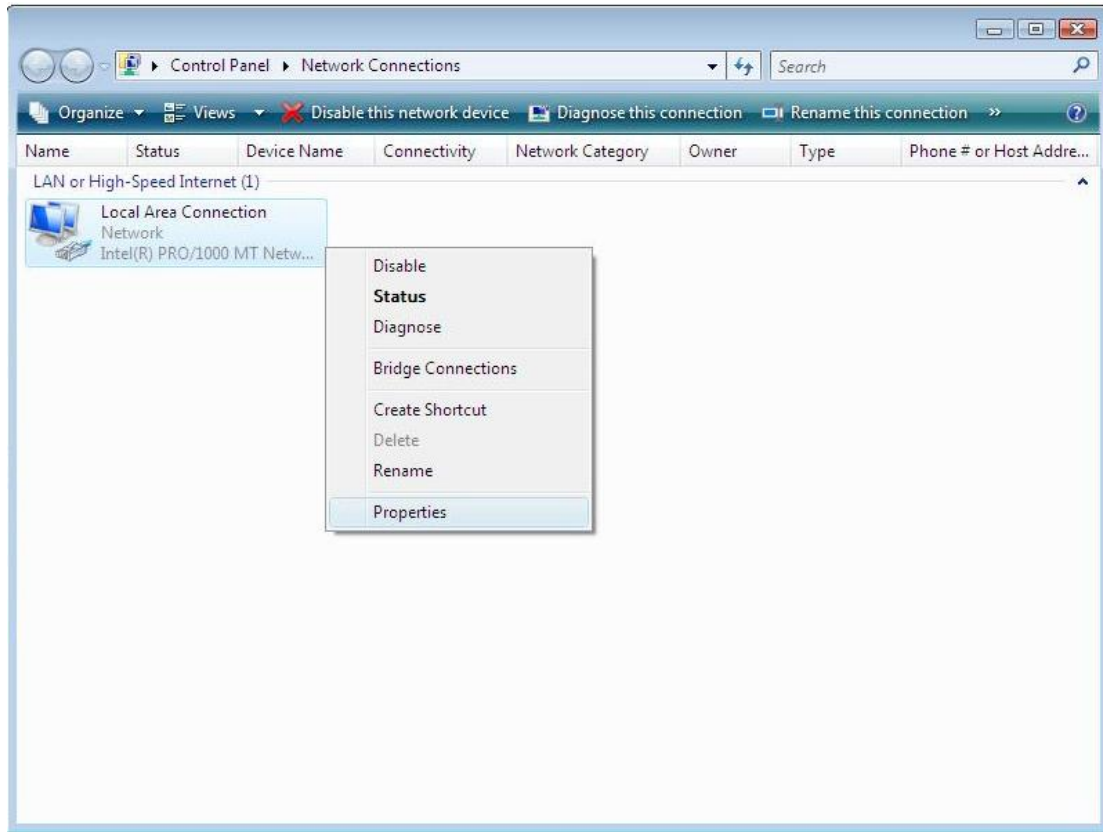 Control Panel Network Connections Search
Organize Views Disable this network device Diagnose this connection Rename this connection »
Name Status Device Name Connectivity Network Category Owner Type Phone # or Host Addre...
LAN or High-Speed Internet (1)
Local Area Connection
Network
Intel(R) PRO/1000 MT Netw...
Disable
Status
Diagnose
Bridge Connections
Create Shortcut
Delete
Rename
Properties